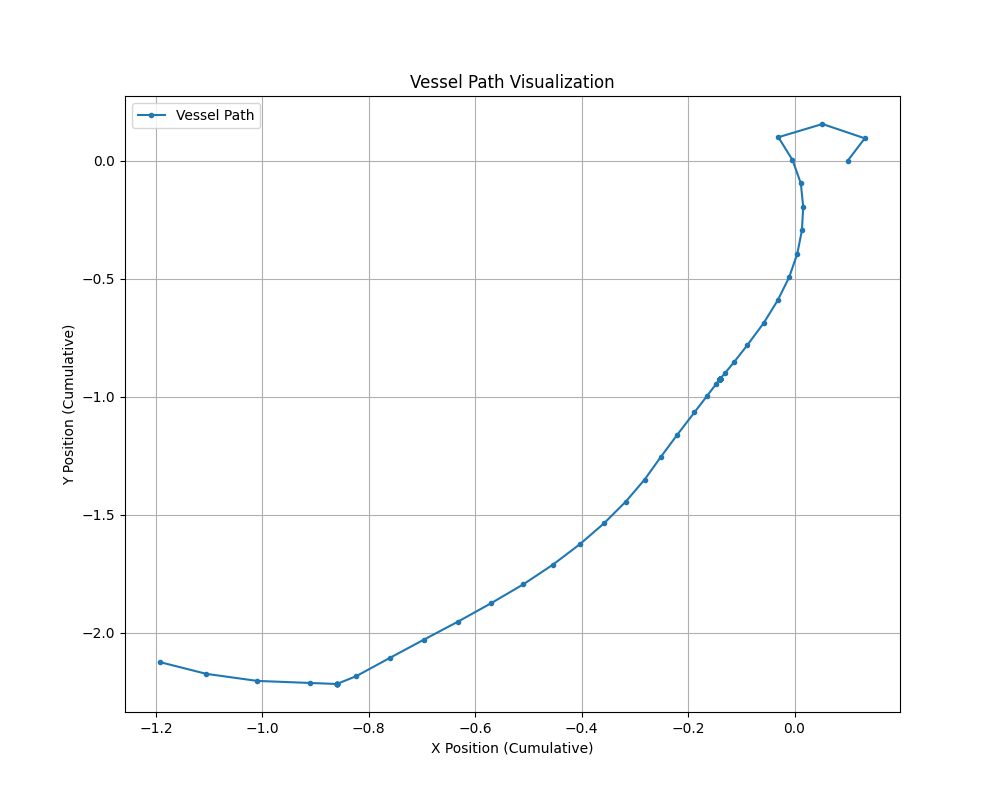 Vessel Path Visualization
Vessel Path
Y Position (Cumulative)
0.0
−0.5
−1.0
−1.5
−2.0
−1.2 −1.0 −0.8 −0.6 −0.4 −0.2 0.0
X Position (Cumulative)